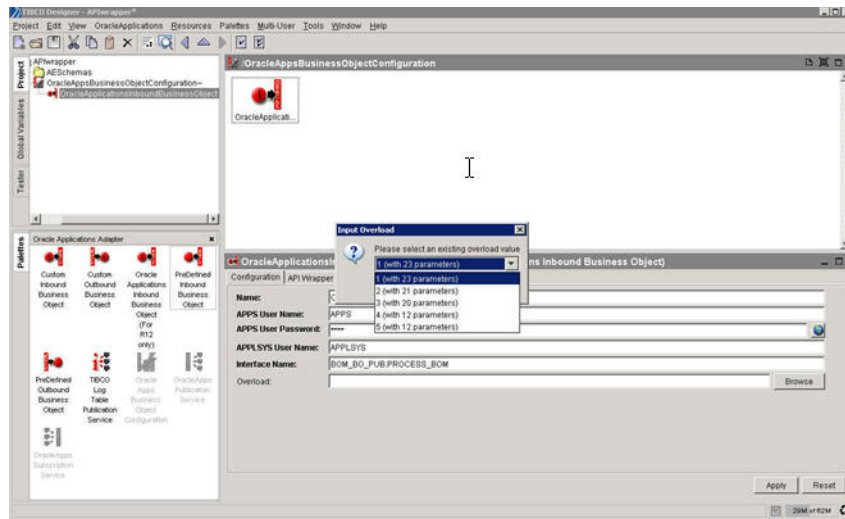 TIBCO Designer - APIwrapper*
Project Edit View OracleApplications Resources Palettes Multi-User Tools Window Help
Project
Global Variables
Tester
APIwrapper
AESchemas
OracleAppsBusinessObjectConfiguration~
OracleApplicationsInboundBusinessObject
/OracleAppsBusinessObjectConfiguration
OracleApplicati...
Palettes
Oracle Applications Adapter
Custom Inbound Business Object
Custom Outbound Business Object
Oracle Applications Inbound Business Object (For R12 only)
PreDefined Inbound Business Object
PreDefined Outbound Business Object
TIBCO Log Table Publication Service
Oracle Apps Business Object Configuration
OracleApps Publication Service
OracleApps Subscription Service
Input Overload
Please select an existing overload value
1 (with 23 parameters)
1 (with 23 parameters)
2 (with 21 parameters)
3 (with 20 parameters)
4 (with 12 parameters)
5 (with 12 parameters)
OracleApplicationsI
ns Inbound Business Object)
Configuration
API Wrapper
Name:
APPS User Name:
APPS
APPS User Password:
****
APPLSYS User Name:
APPLSYS
Interface Name:
BOM_BO_PUB.PROCESS_BOM
Overload:
Browse
Apply
Reset
29M of 62M